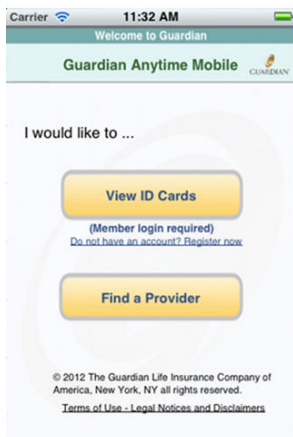 Carrier 11:32 AM
Welcome to Guardian
Guardian Anytime Mobile
GUARDIAN
I would like to ...
View ID Cards
(Member login required)
Do not have an account? Register now
Find a Provider
© 2012 The Guardian Life Insurance Company of
America, New York, NY all rights reserved.
Terms of Use - Legal Notices and Disclaimers